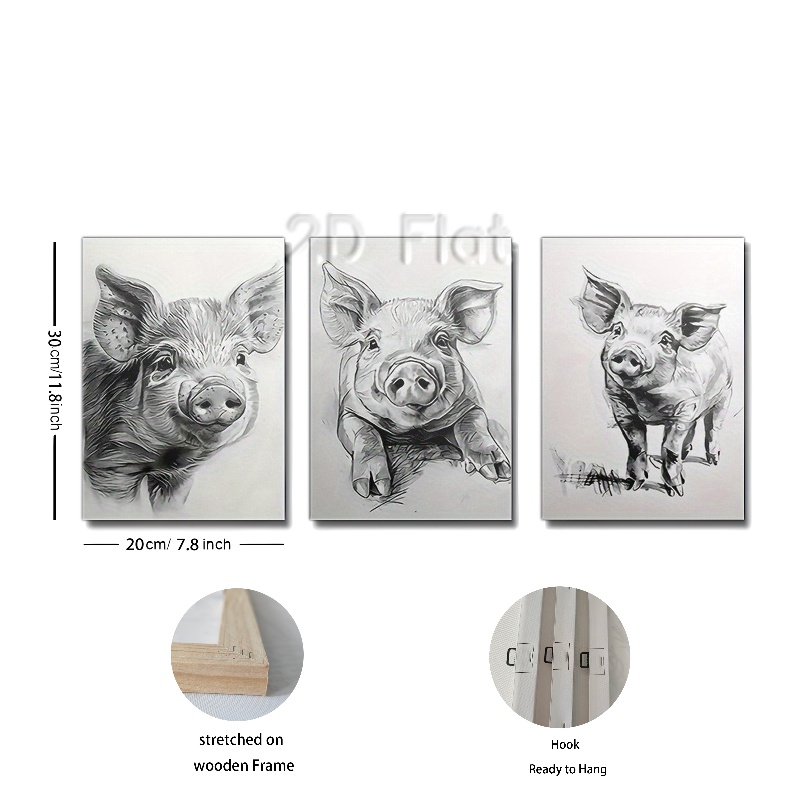 2D Flat
30cm/11.8inch
20cm/ 7.8 inch
stretched on
wooden Frame
Hook
Ready to Hang